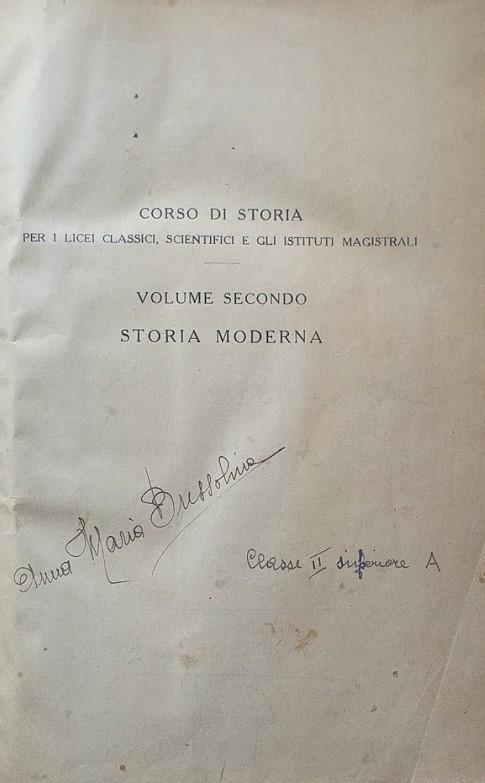 CORSO DI STORIA
PER I LICEI CLASSICI, SCIENTIFICI E GLI ISTITUTI MAGISTRALI
VOLUME SECONDO
STORIA MODERNA
Anna Maria Bussolina
Classe II superiore A